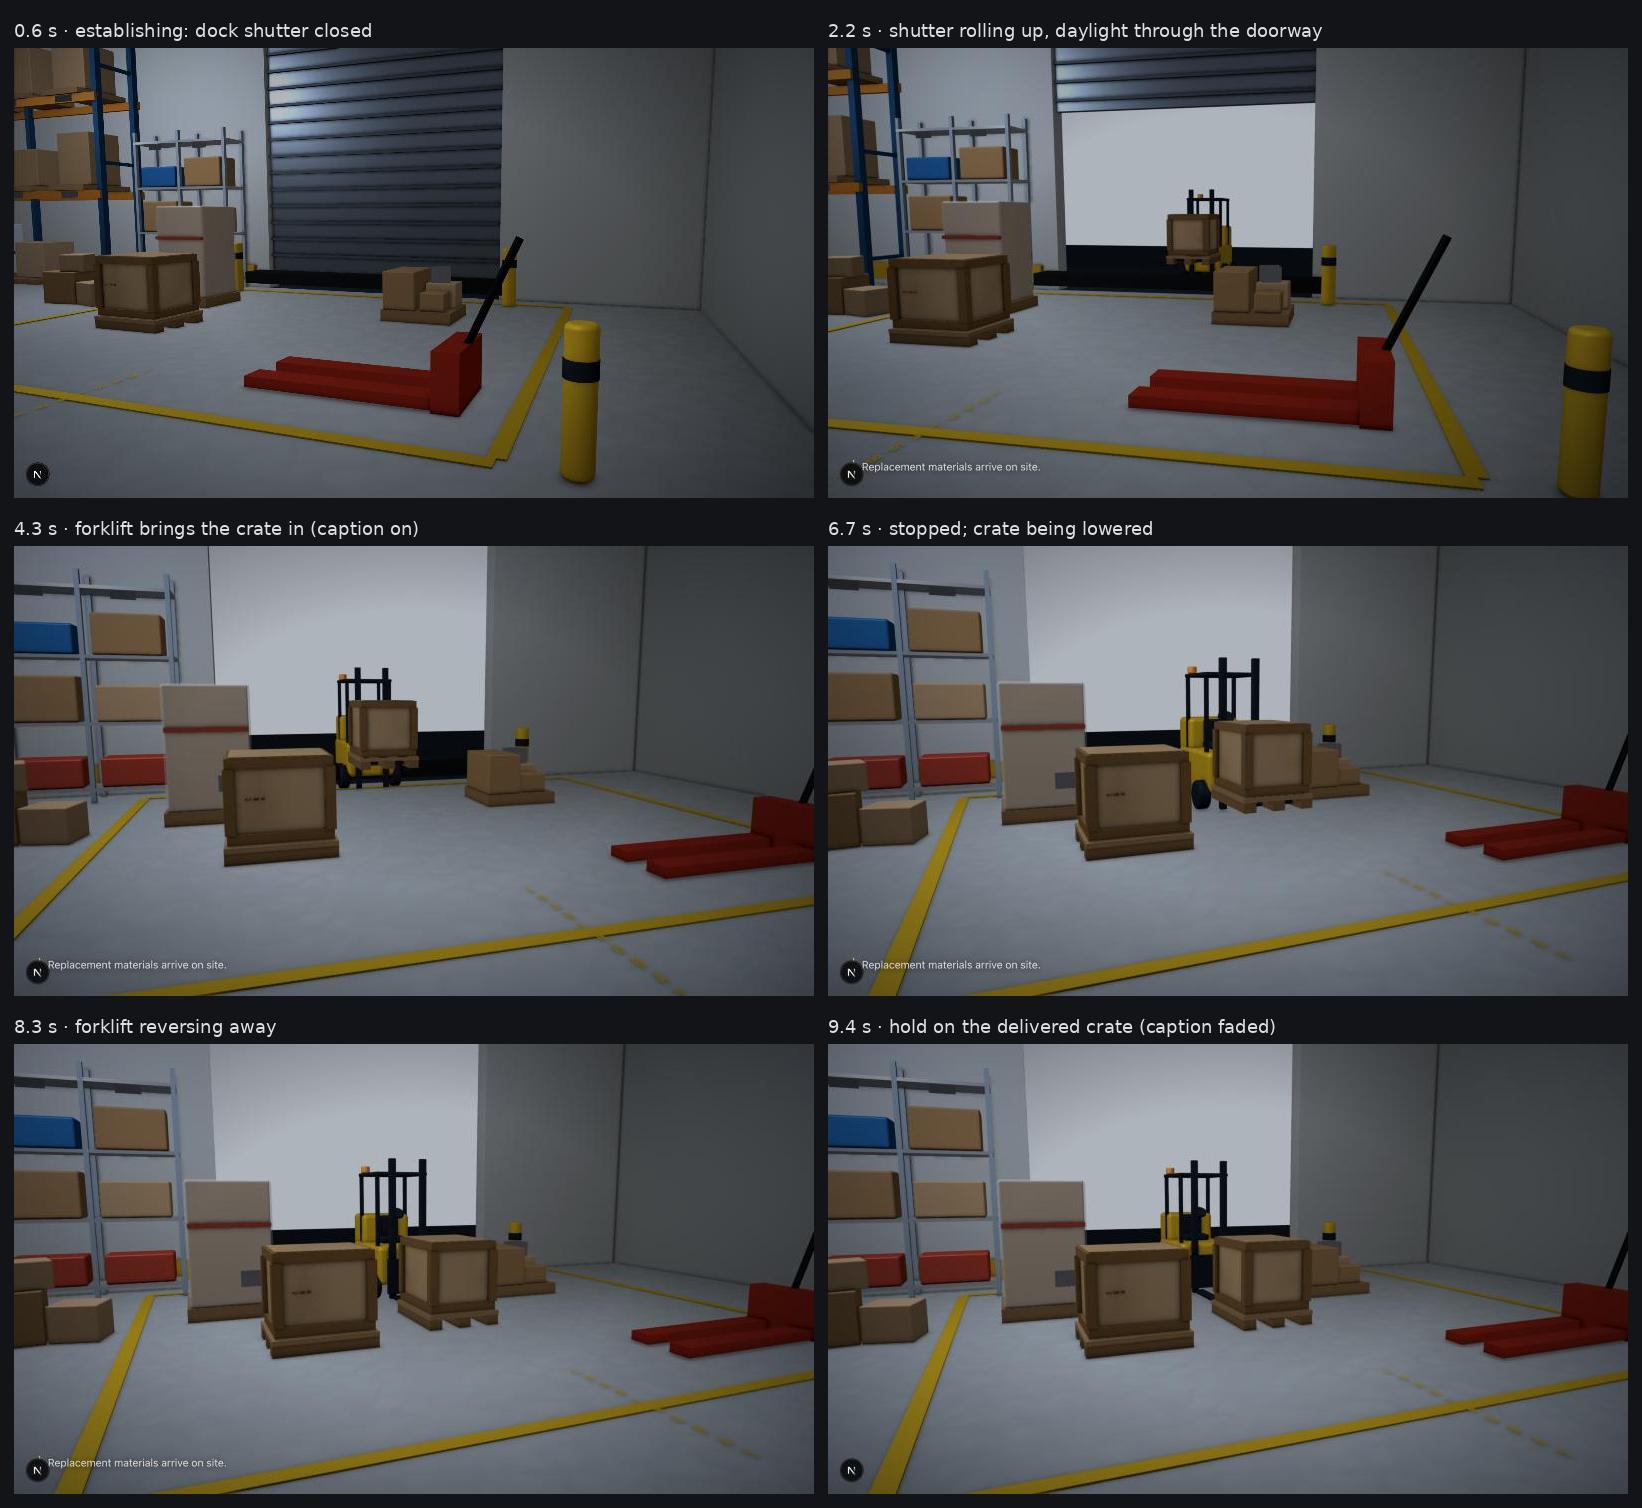 0.6 s · establishing: dock shutter closed
2.2 s · shutter rolling up, daylight through the doorway
N
N
Replacement materials arrive on site.
4.3 s · forklift brings the crate in (caption on)
6.7 s · stopped; crate being lowered
N
Replacement materials arrive on site.
N
Replacement materials arrive on site.
8.3 s · forklift reversing away
9.4 s · hold on the delivered crate (caption faded)
N
Replacement materials arrive on site.
N